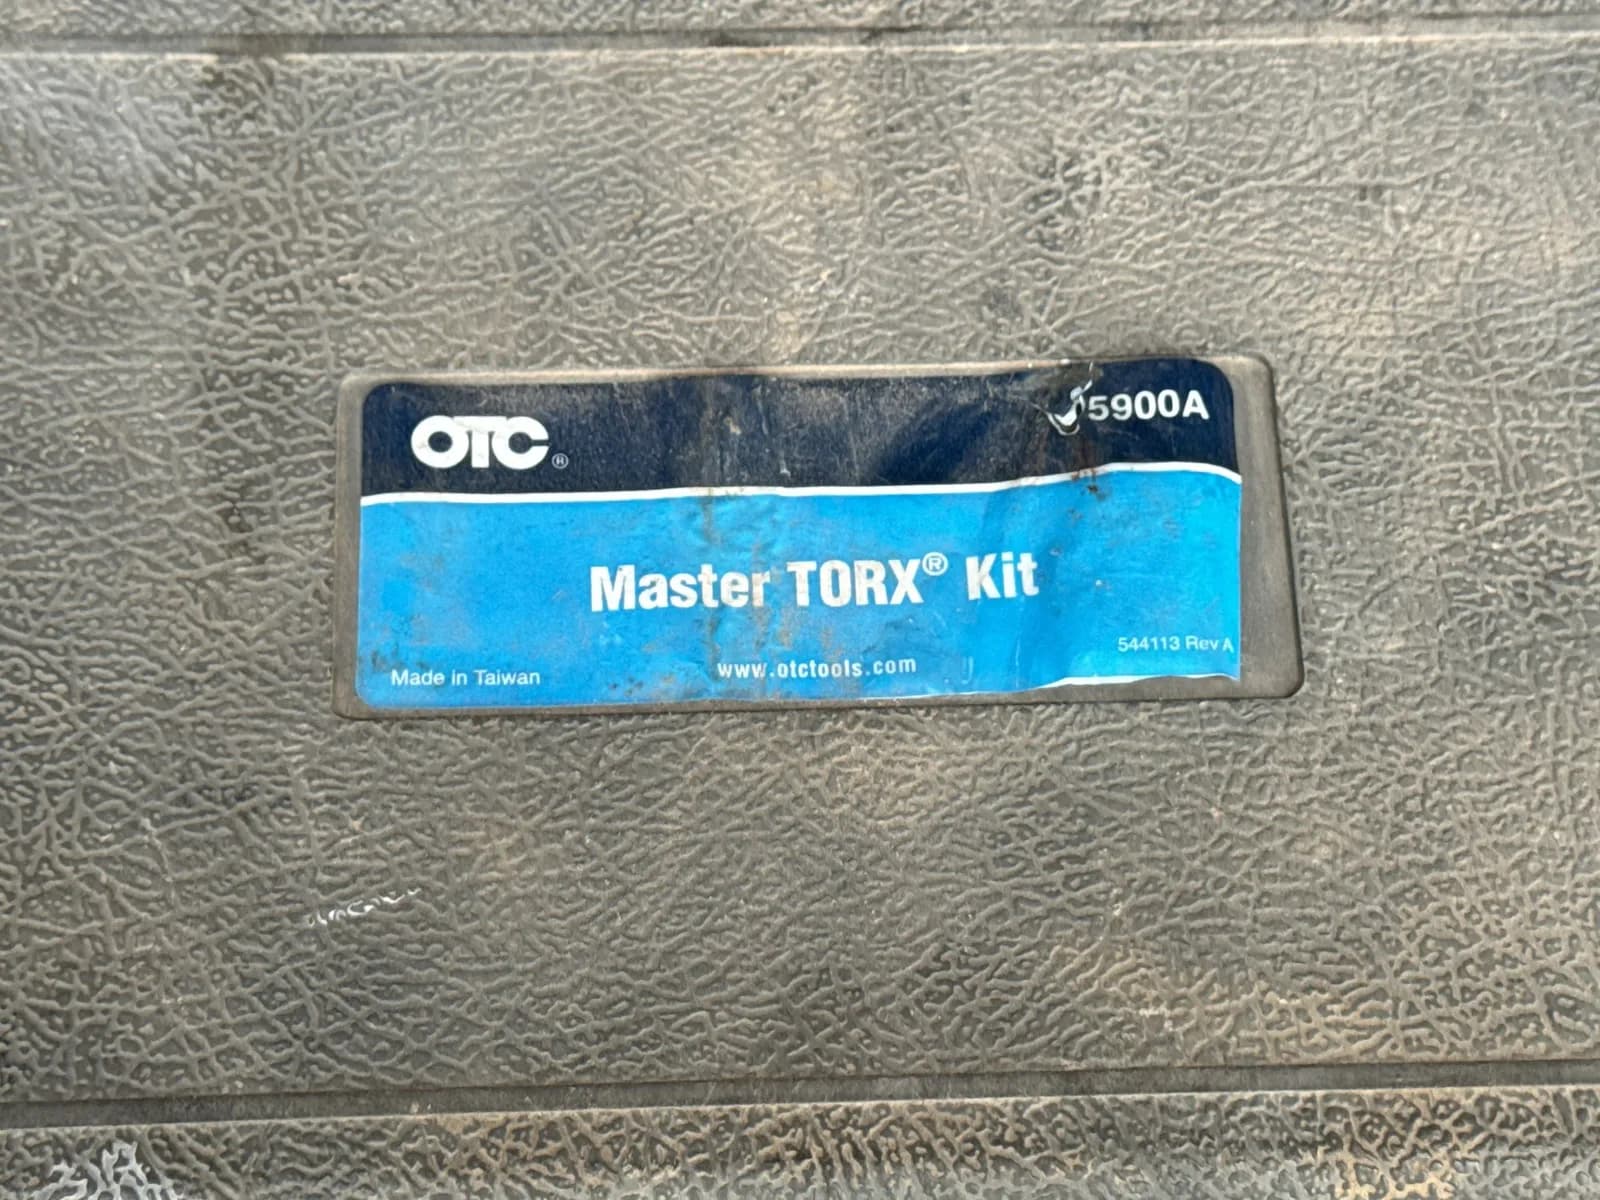 OTC®
5900A
Master TORX® Kit
544113 Rev A
Made in Taiwan
www.otctools.com